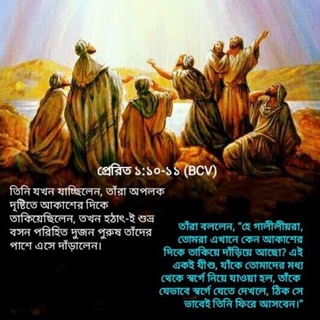 প্রেরিত ১:১০-১১ (BCV)
তিনি যখন যাচ্ছিলেন, তাঁরা অপলক
দৃষ্টিতে আকাশের দিকে
তাকিয়েছিলেন, তখন হঠাৎ-ই শুভ্র
বসন পরিহিত দুজন পুরুষ তাঁদের
পাশে এসে দাঁড়ালেন।
তাঁরা বললেন, "হে গালীলীয়রা,
তোমরা এখানে কেন আকাশের
দিকে তাকিয়ে দাঁড়িয়ে আছো? এই
একই যীশু, যাঁকে তোমাদের মধ্য
থেকে স্বর্গে নিয়ে যাওয়া হল, তাঁকে
যেভাবে স্বর্গে যেতে দেখলে, ঠিক সে
ভাবেই তিনি ফিরে আসবেন।"